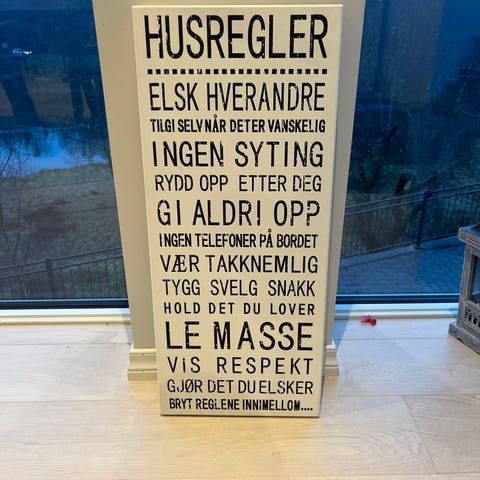 HUSREGLER
ELSK HVERANDRE
TILGI SELV NÅR DET ER VANSKELIG
INGEN SYTING
RYDD OPP ETTER DEG
GI ALDRI OPP
INGEN TELEFONER PÅ BORDET
VÆR TAKKNEMLIG
TYGG SVELG SNAKK
HOLD DET DU LOVER
LE MASSE
VIS RESPEKT
GJØR DET DU ELSKER
BRYT REGLENE INNIMELLOM....